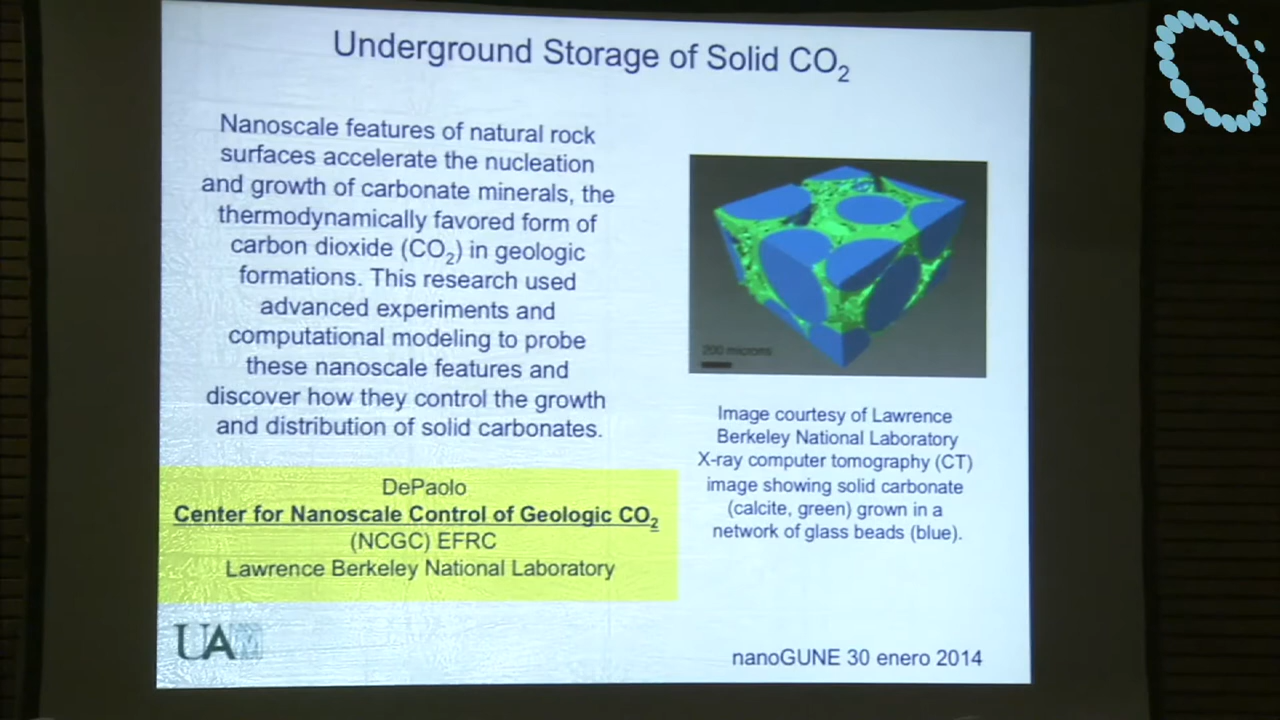 Underground Storage of Solid CO₂
Nanoscale features of natural rock
surfaces accelerate the nucleation
and growth of carbonate minerals, the
thermodynamically favored form of
carbon dioxide (CO₂) in geologic
formations. This research used
advanced experiments and
computational modeling to probe
these nanoscale features and
discover how they control the growth
and distribution of solid carbonates.
200 microns
Image courtesy of Lawrence
Berkeley National Laboratory
X-ray computer tomography (CT)
image showing solid carbonate
(calcite, green) grown in a
network of glass beads (blue).
DePaolo
Center for Nanoscale Control of Geologic CO₂
(NCGC) EFRC
Lawrence Berkeley National Laboratory
UAM
nanoGUNE 30 enero 2014